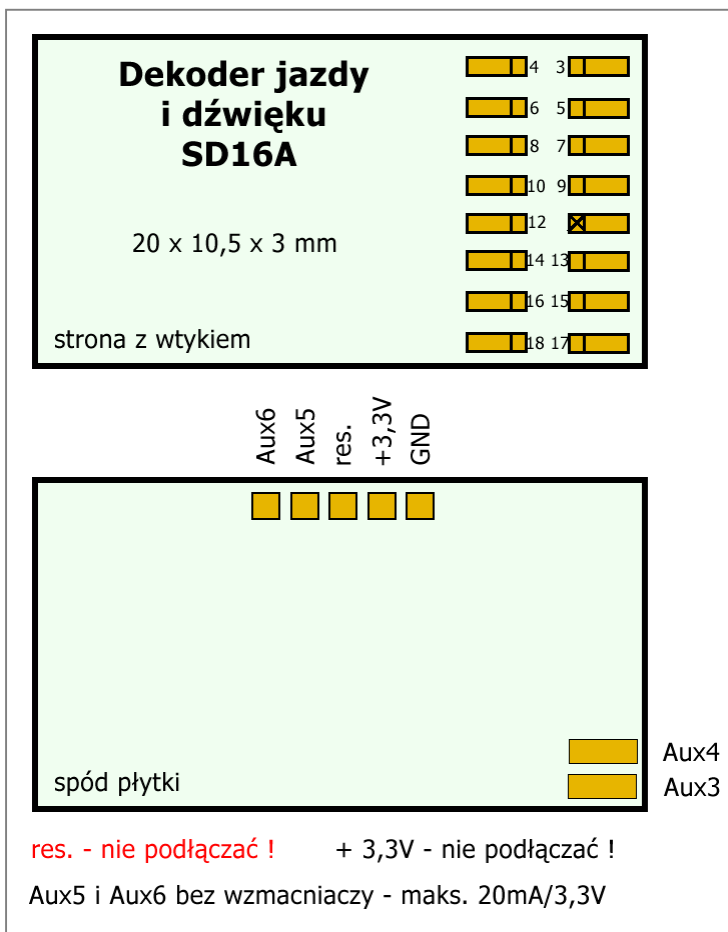 Dekoder jazdy
i dźwięku
SD16A
20 x 10,5 x 3 mm
strona z wtykiem
4 3
6 5
8 7
10 9
12
14 13
16 15
18 17
Aux6
Aux5
res.
+3,3V
GND
Aux4
Aux3
spód płytki
res. - nie podłączać ! + 3,3V - nie podłączać !
Aux5 i Aux6 bez wzmacniaczy - maks. 20mA/3,3V